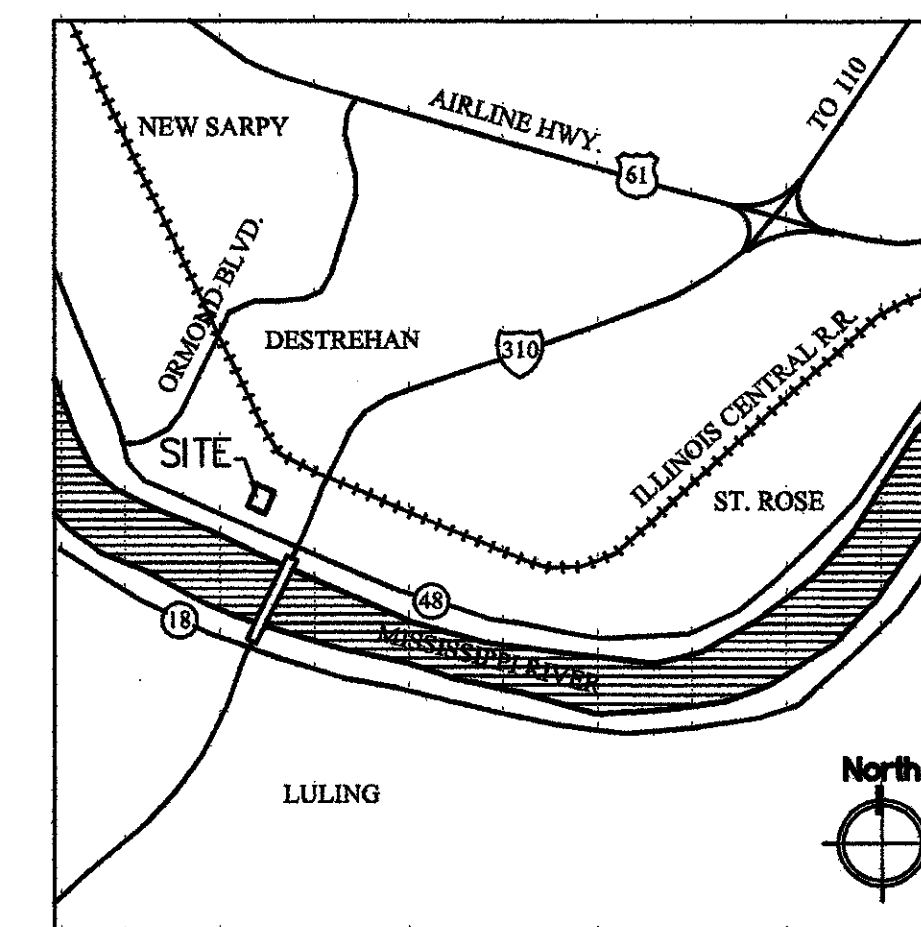 NEW SARPY
AIRLINE HWY.
61
TO I10
ORMOND BLVD.
DESTREHAN
310
ILLINOIS CENTRAL R.R.
SITE
ST. ROSE
48
18
MISSISSIPPI RIVER
LULING
North